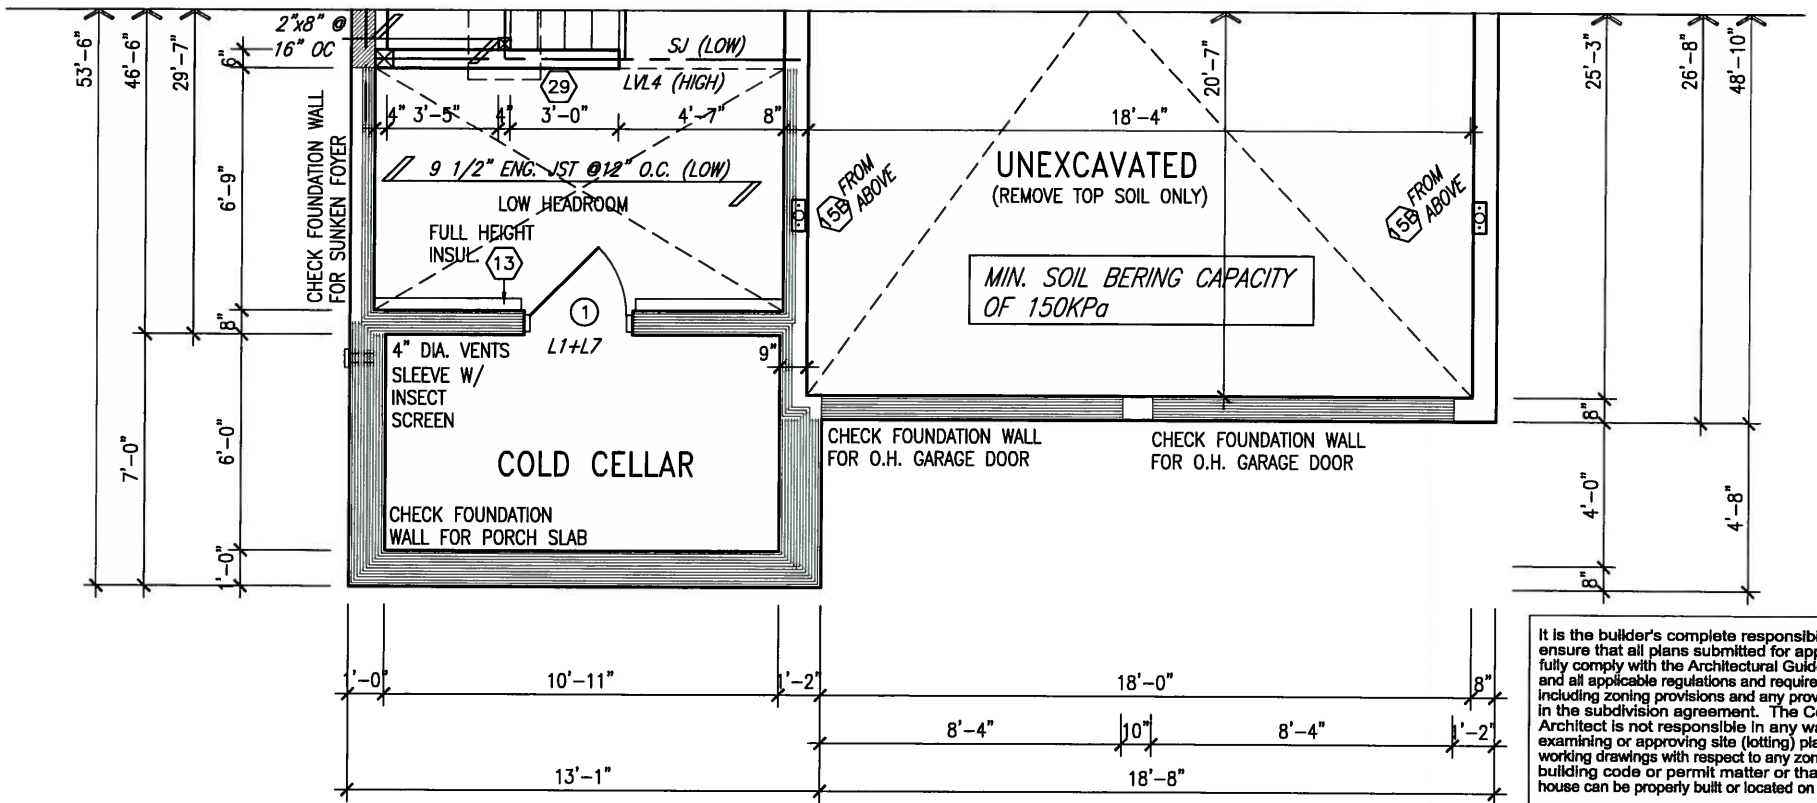 2"x8" @
16" OC
SJ (LOW)
LVL4 (HIGH)
29
53'-6"
46'-6"
29'-7"
6"
4" 3'-5" 4" 3'-0" 4'-7" 8"
18'-4"
20'-7"
25'-3"
26'-8"
48'-10"
CHECK FOUNDATION WALL
FOR SUNKEN FOYER
6'-9"
9 1/2" ENG. JST @12" O.C. (LOW)
LOW HEADROOM
FULL HEIGHT
INSUL.
13
15B
FROM
ABOVE
UNEXCAVATED
(REMOVE TOP SOIL ONLY)
15B
FROM
ABOVE
MIN. SOIL BERING CAPACITY
OF 150KPa
8"
1
L1+L7
4" DIA. VENTS
SLEEVE W/
INSECT
SCREEN
9"
7'-0"
6'-0"
1'-0"
COLD CELLAR
CHECK FOUNDATION
WALL FOR PORCH SLAB
CHECK FOUNDATION WALL
FOR O.H. GARAGE DOOR
CHECK FOUNDATION WALL
FOR O.H. GARAGE DOOR
8"
4'-0"
4'-8"
8"
1'-0" 10'-11" 1'-2" 18'-0" 8"
8'-4" 10" 8'-4" 1'-2"
13'-1" 18'-8"
It is the builder's complete responsibi
ensure that all plans submitted for app
fully comply with the Architectural Guid
and all applicable regulations and require
including zoning provisions and any prov
in the subdivision agreement. The Co
Architect is not responsible in any wa
examining or approving site (lotting) pla
working drawings with respect to any zon
building code or permit matter or tha
house can be properly built or located on